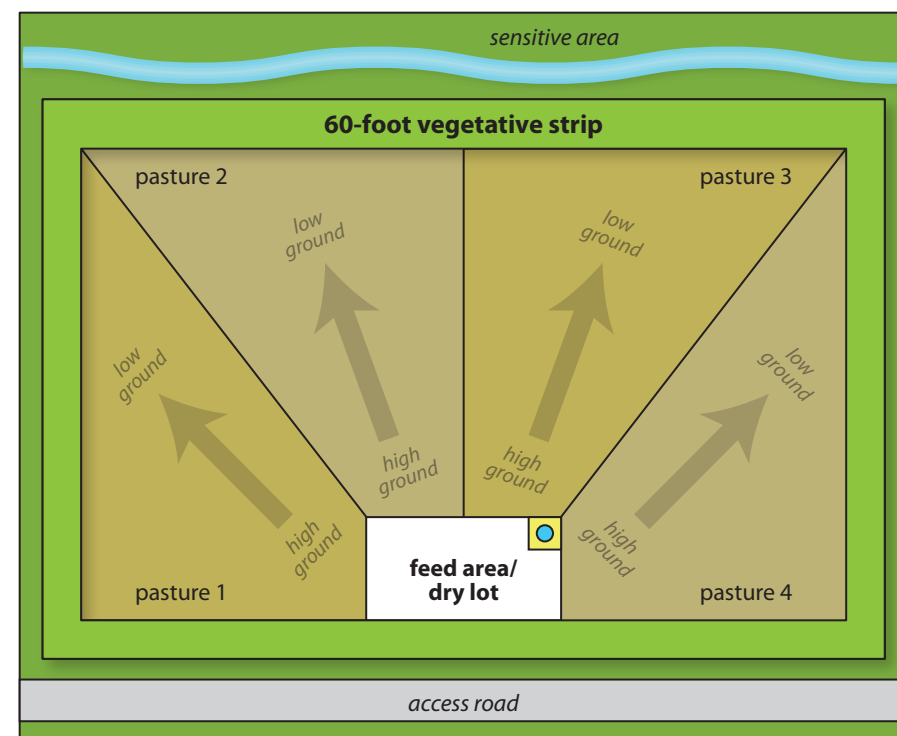 sensitive area
60-foot vegetative strip
pasture 2
pasture 3
low
ground
low
ground
low
ground
low
ground
high
ground
high
ground
high
ground
high
ground
feed area/
dry lot
pasture 1
pasture 4
access road